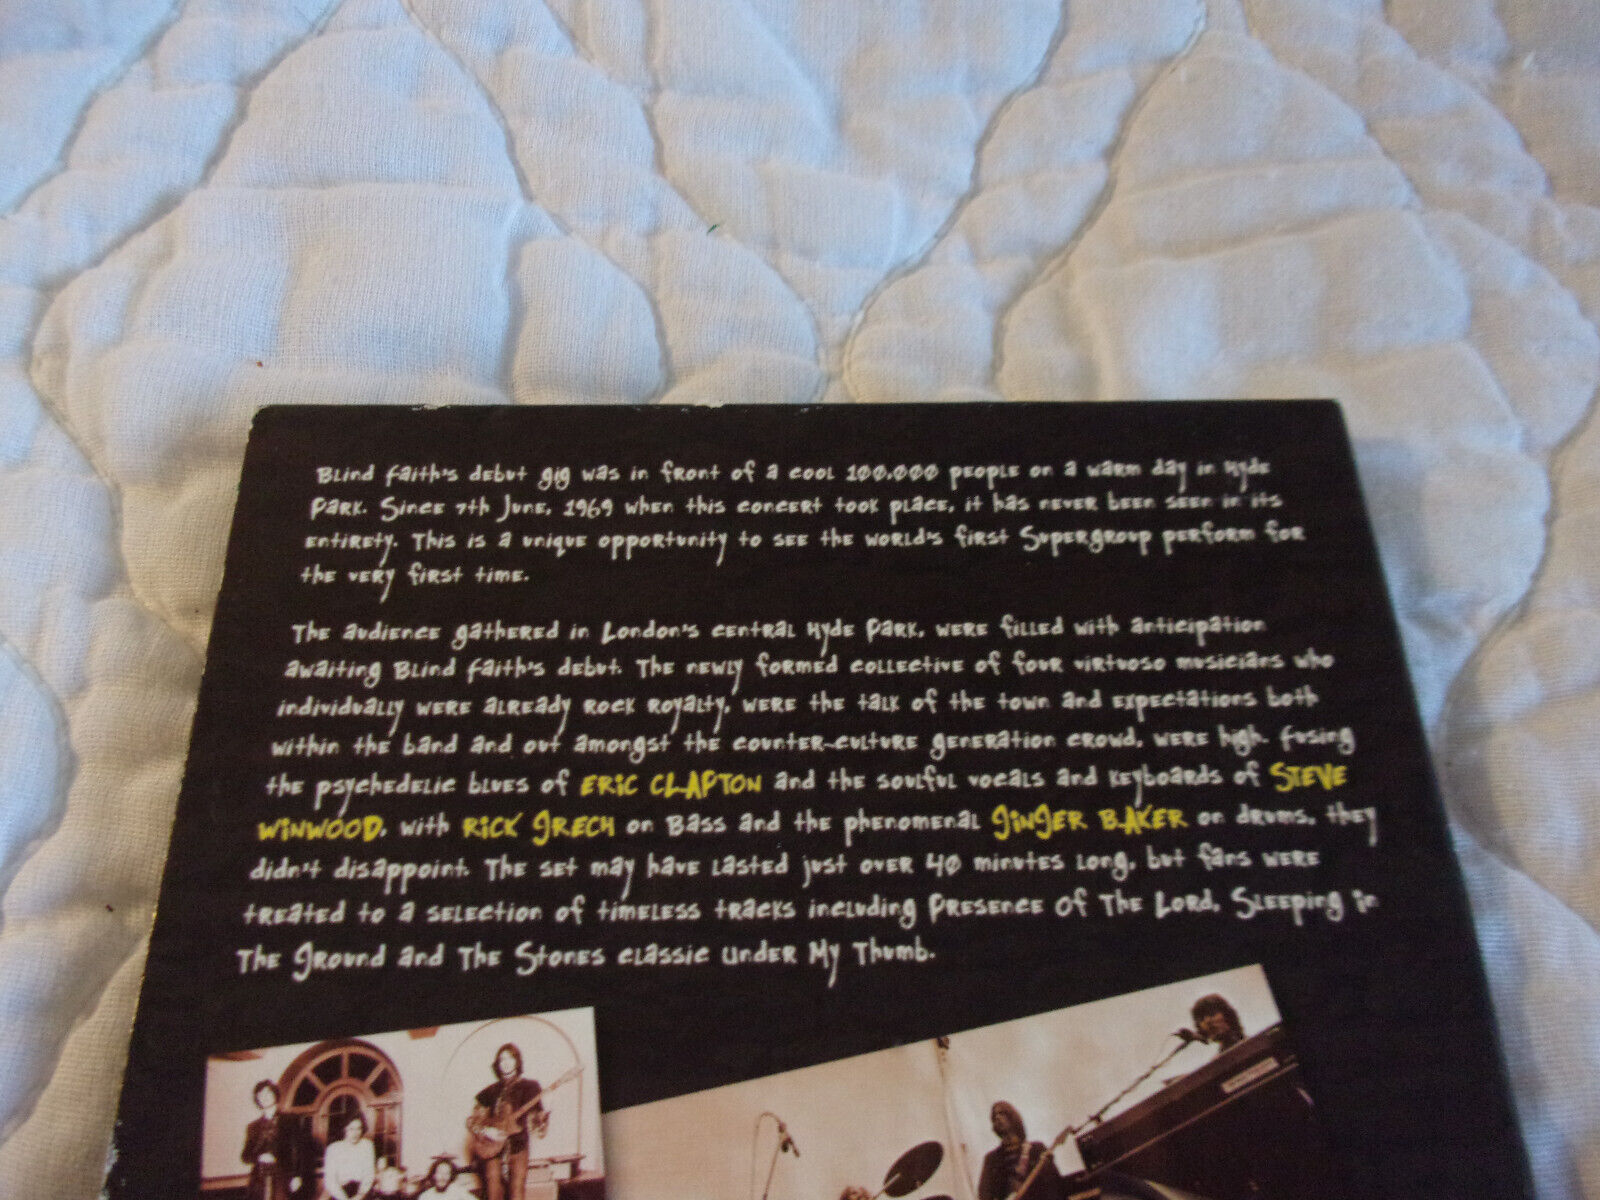 Blind Faith's debut gig was in front of a cool 100,000 people on a warm day in Hyde
Park. Since 7th June, 1969 when this concert took place, it has never been seen in its
entirety. This is a unique opportunity to see the world's first Supergroup perform for
the very first time.
The audience gathered in London's central Hyde Park, were filled with anticipation
awaiting Blind Faith's debut. The newly formed collective of four virtuoso musicians who
individually were already rock royalty, were the talk of the town and expectations both
within the band and out amongst the counter-culture generation crowd, were high. fusing
the psychedelic blues of ERIC CLAPTON and the soulful vocals and keyboards of STEVE
WINWOOD, with RICK GRECH on Bass and the phenomenal GINGER BAKER on drums, they
didn't disappoint. The set may have lasted just over 40 minutes long, but fans were
treated to a selection of timeless tracks including Presence Of The Lord, Sleeping in
The Ground and The Stones classic Under My Thumb.